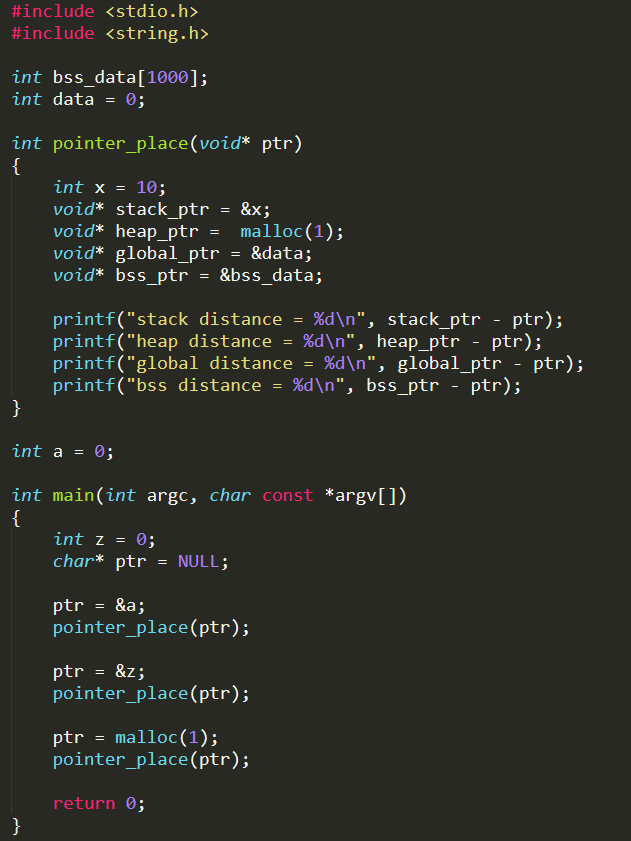 #include <stdio.h>
#include <string.h>

int bss_data[1000];
int data = 0;

int pointer_place(void* ptr)
{
    int x = 10;
    void* stack_ptr = &x;
    void* heap_ptr =  malloc(1);
    void* global_ptr = &data;
    void* bss_ptr = &bss_data;

    printf("stack distance = %d\n", stack_ptr - ptr);
    printf("heap distance = %d\n", heap_ptr - ptr);
    printf("global distance = %d\n", global_ptr - ptr);
    printf("bss distance = %d\n", bss_ptr - ptr);
}

int a = 0;

int main(int argc, char const *argv[])
{
    int z = 0;
    char* ptr = NULL;

    ptr = &a;
    pointer_place(ptr);

    ptr = &z;
    pointer_place(ptr);

    ptr = malloc(1);
    pointer_place(ptr);

    return 0;
}